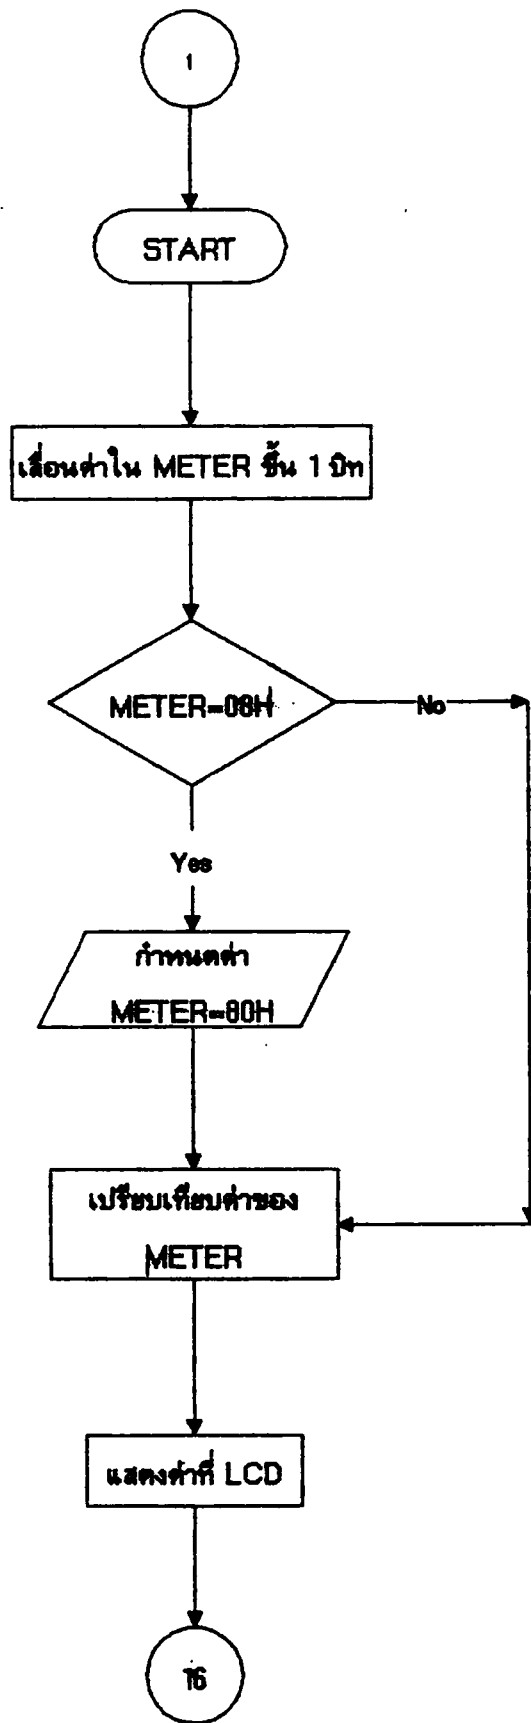 1
START
เลื่อนค่าใน METER ขึ้น 1 บิท
METER=08H
No
Yes
กำหนดค่า
METER=80H
เปรียบเทียบค่าของ
METER
แสดงค่าที่ LCD
16